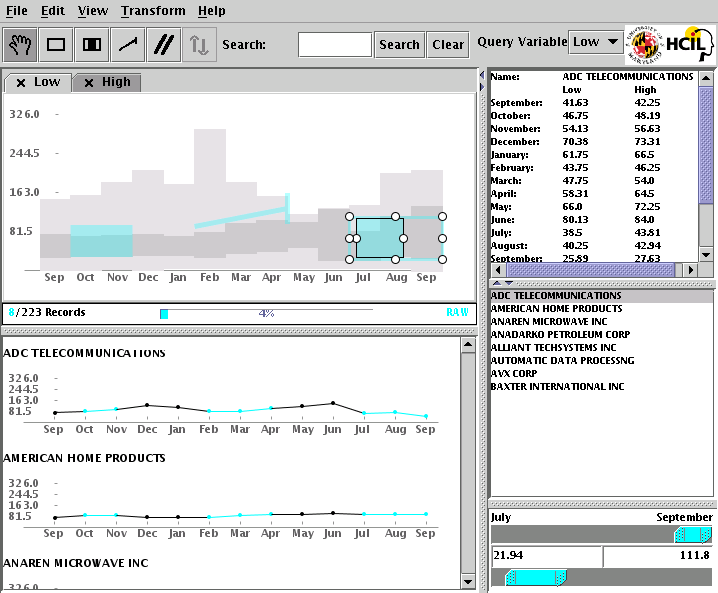 File Edit View Transform Help
Search: Search Clear Query Variable Low
UNIVERSITY OF MARYLAND HCIL
Low High
326.0
244.5
163.0
81.5
Sep Oct Nov Dec Jan Feb Mar Apr May Jun Jul Aug Sep
8/223 Records 4% RAW
ADC TELECOMMUNICATIONS
326.0
244.5
163.0
81.5
Sep Oct Nov Dec Jan Feb Mar Apr May Jun Jul Aug Sep
AMERICAN HOME PRODUCTS
326.0
244.5
163.0
81.5
Sep Oct Nov Dec Jan Feb Mar Apr May Jun Jul Aug Sep
ANAREN MICROWAVE INC
326.0
Name: ADC TELECOMMUNICATIONS
Low High
September: 41.63 42.25
October: 46.75 48.19
November: 54.13 56.63
December: 70.38 73.31
January: 61.75 66.5
February: 43.75 46.25
March: 47.75 54.0
April: 58.31 64.5
May: 66.0 72.25
June: 80.13 84.0
July: 38.5 43.81
August: 40.25 42.94
September: 25.89 27.63
ADC TELECOMMUNICATIONS
AMERICAN HOME PRODUCTS
ANAREN MICROWAVE INC
ANADARKO PETROLEUM CORP
ALLIANT TECHSYSTEMS INC
AUTOMATIC DATA PROCESSNG
AVX CORP
BAXTER INTERNATIONAL INC
July September
21.94 111.8